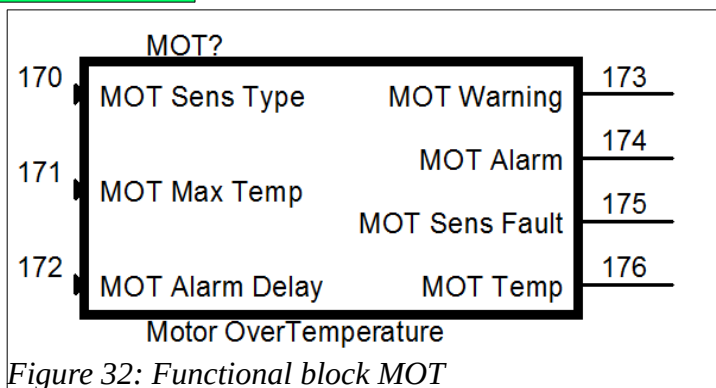 MOT?
170 MOT Sens Type MOT Warning 173
MOT Alarm 174
171 MOT Max Temp
MOT Sens Fault 175
172 MOT Alarm Delay MOT Temp 176
Motor OverTemperature
Figure 32: Functional block MOT